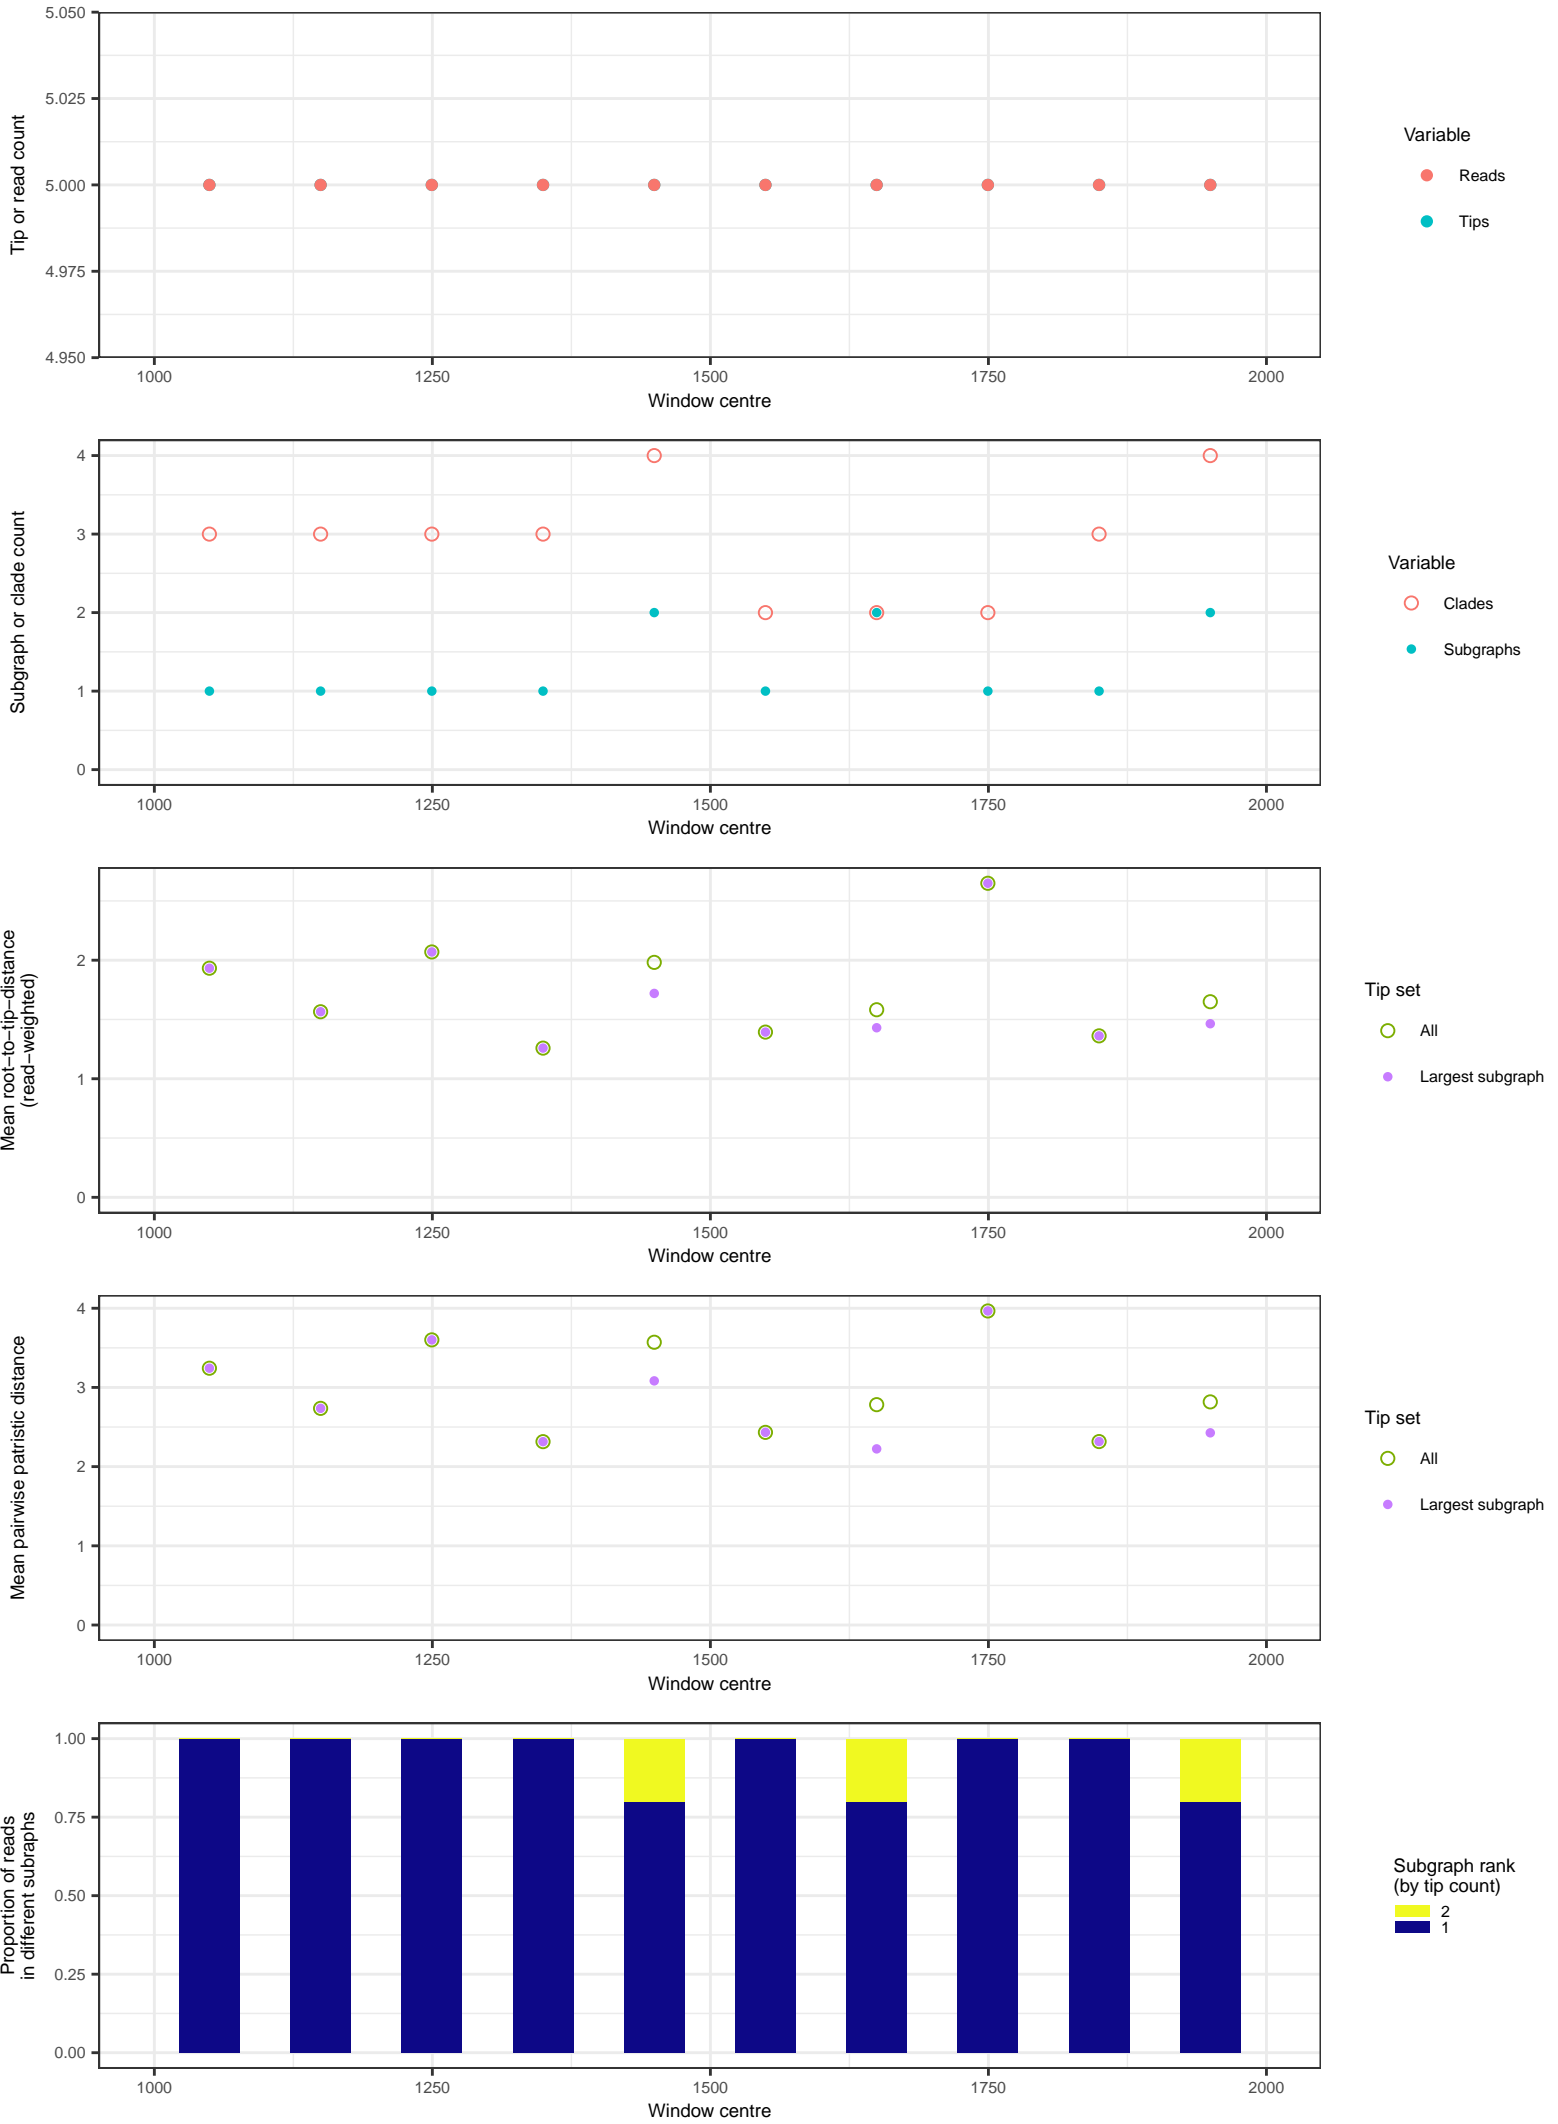 5.050
5.025
5.000
4.975
4.950
Tip or read count
1000 1250 1500 1750 2000
Window centre
Variable
Reads
Tips
4
3
2
1
0
Subgraph or clade count
1000 1250 1500 1750 2000
Window centre
Variable
Clades
Subgraphs
2
1
0
Mean root−to−tip−distance
(read−weighted)
1000 1250 1500 1750 2000
Window centre
Tip set
All
Largest subgraph
4
3
2
1
0
Mean pairwise patristic distance
1000 1250 1500 1750 2000
Window centre
Tip set
All
Largest subgraph
1.00
0.75
0.50
0.25
0.00
Proportion of reads
in different subraphs
1000 1250 1500 1750 2000
Window centre
Subgraph rank
(by tip count)
2
1